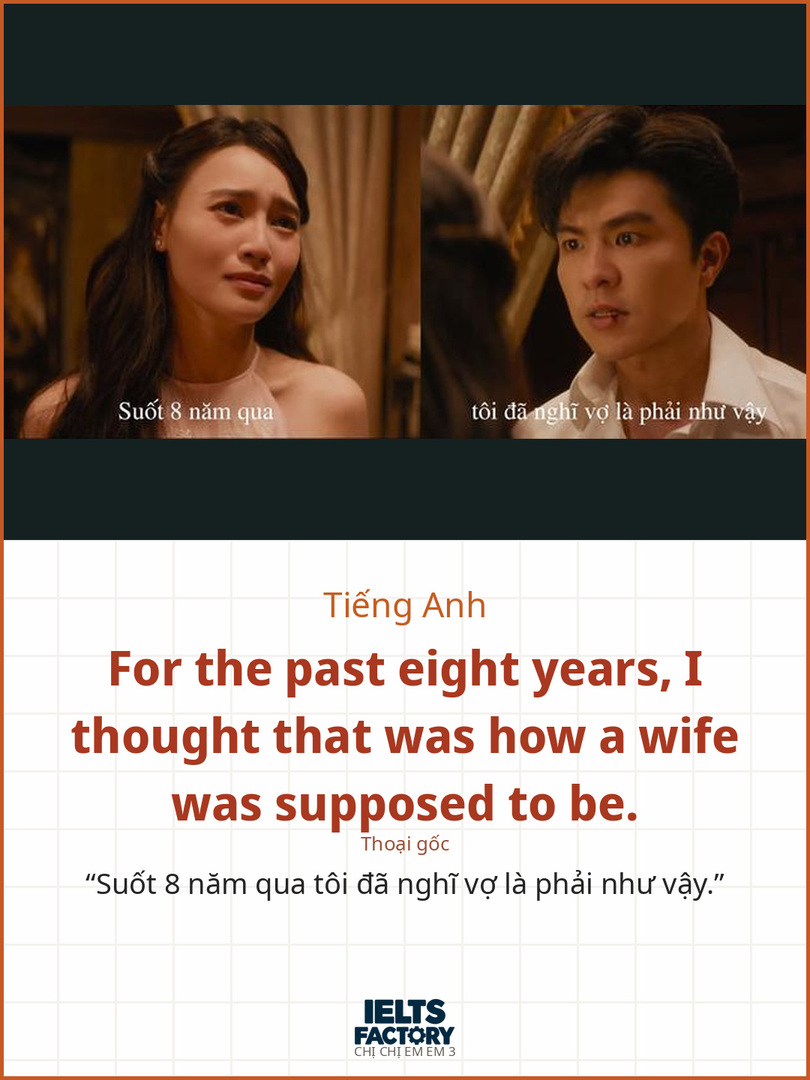 Suốt 8 năm qua
tôi đã nghĩ vợ là phải như vậy
Tiếng Anh
For the past eight years, I
thought that was how a wife
was supposed to be.
Thoại gốc
“Suốt 8 năm qua tôi đã nghĩ vợ là phải như vậy.”
IELTS
FACTORY
CHỊ CHỊ EM EM 3